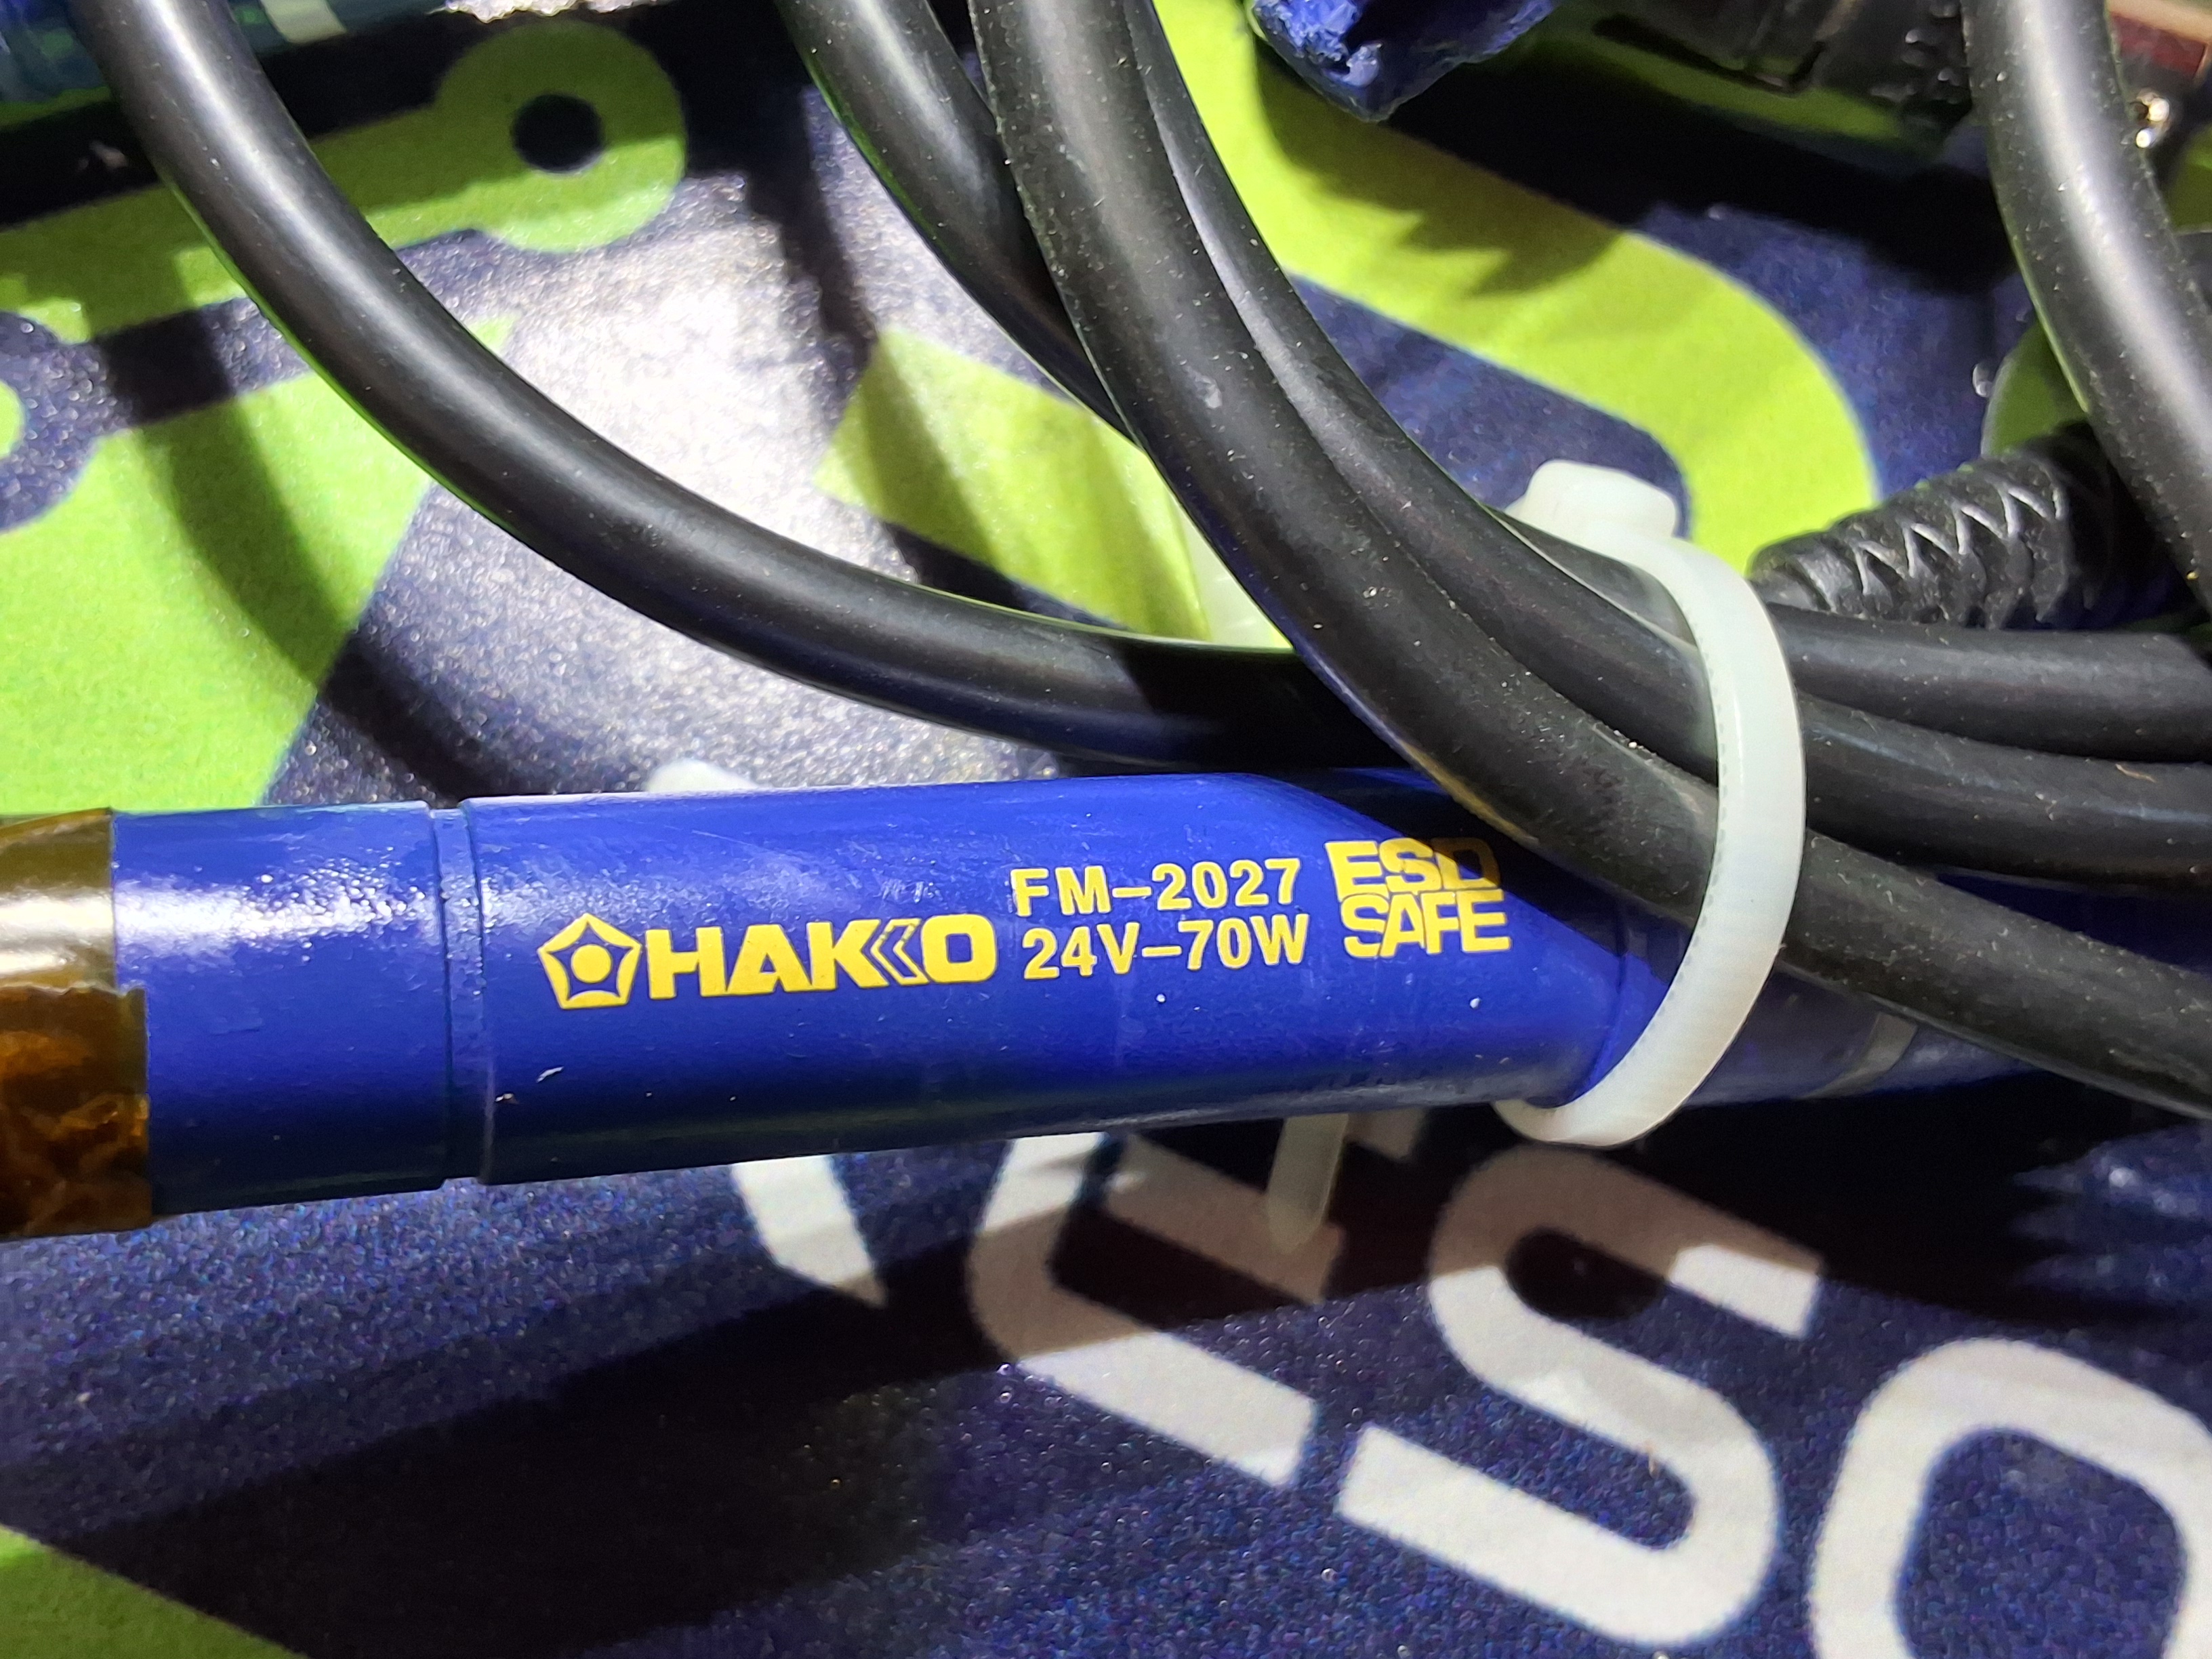 HAKKO
FM-2027
24V-70W
ESD
SAFE